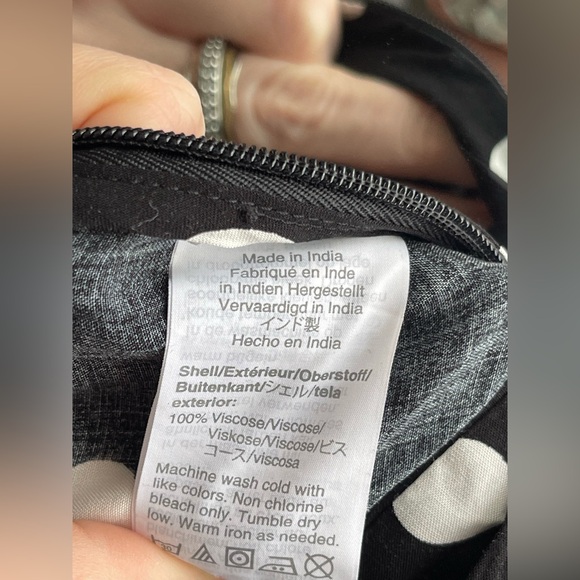 Made in India
Fabriqué en Inde
in Indien Hergestellt
Vervaardigd in India
インド製
Hecho en India
Shell/Extérieur/Oberstoff/
Buitenkant/シェル/tela
exterior:
100% Viscose/Viscose/
Viskose/Viscose/ビス
コース/viscosa
Machine wash cold with
like colors. Non chlorine
bleach only. Tumble dry
low. Warm iron as needed.